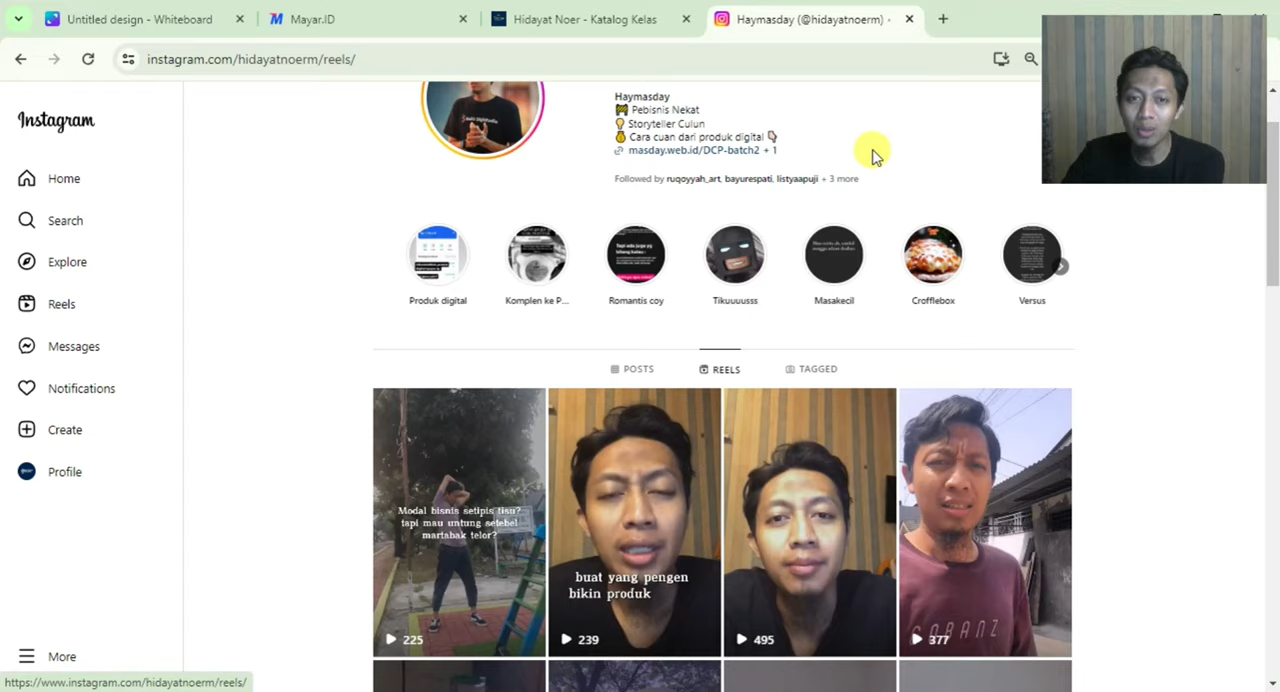 Untitled design - Whiteboard
Mayar.ID
Hidayat Noer - Katalog Kelas
Haymasday (@hidayatnoerm) •
instagram.com/hidayatnoerm/reels/
Instagram
Home
Search
Explore
Reels
Messages
Notifications
Create
Profile
More
Haymasday
Pebisnis Nekat
Storyteller Culun
Cara cuan dari produk digital
masday.web.id/DCP-batch2 + 1
Followed by ruqoyyah_art, bayurespati, listyaapuji + 3 more
Produk digital
Komplen ke P...
Romantis coy
Tikuuuusss
Masakecil
Crofflebox
Versus
POSTS
REELS
TAGGED
Modal bisnis setipis tisu?
tapi mau untung setebel
martabak telor?
225
buat yang pengen
bikin produk
239
495
377
https://www.instagram.com/hidayatnoerm/reels/